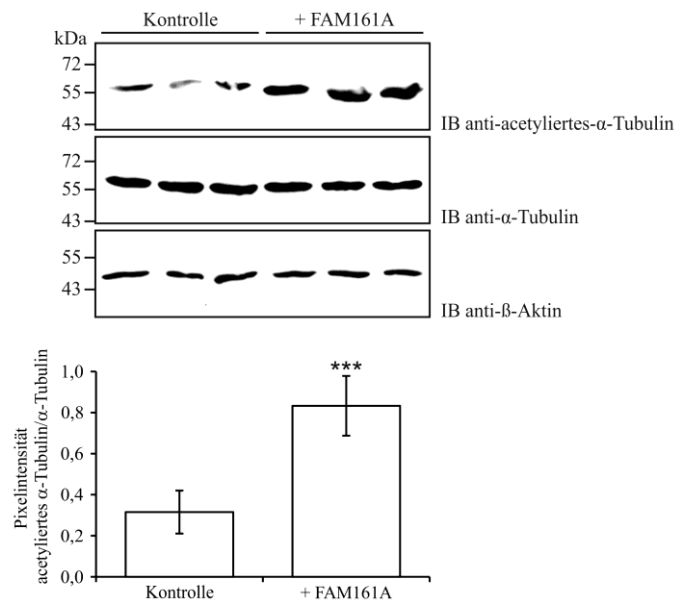 Kontrolle + FAM161A
kDa
72
55
43
IB anti-acetyliertes-α-Tubulin
72
55
43
IB anti-α-Tubulin
55
43
IB anti-ß-Aktin
Pixelintensität
acetyliertes α-Tubulin/α-Tubulin
1,0
0,8
0,6
0,4
0,2
0,0
***
Kontrolle + FAM161A